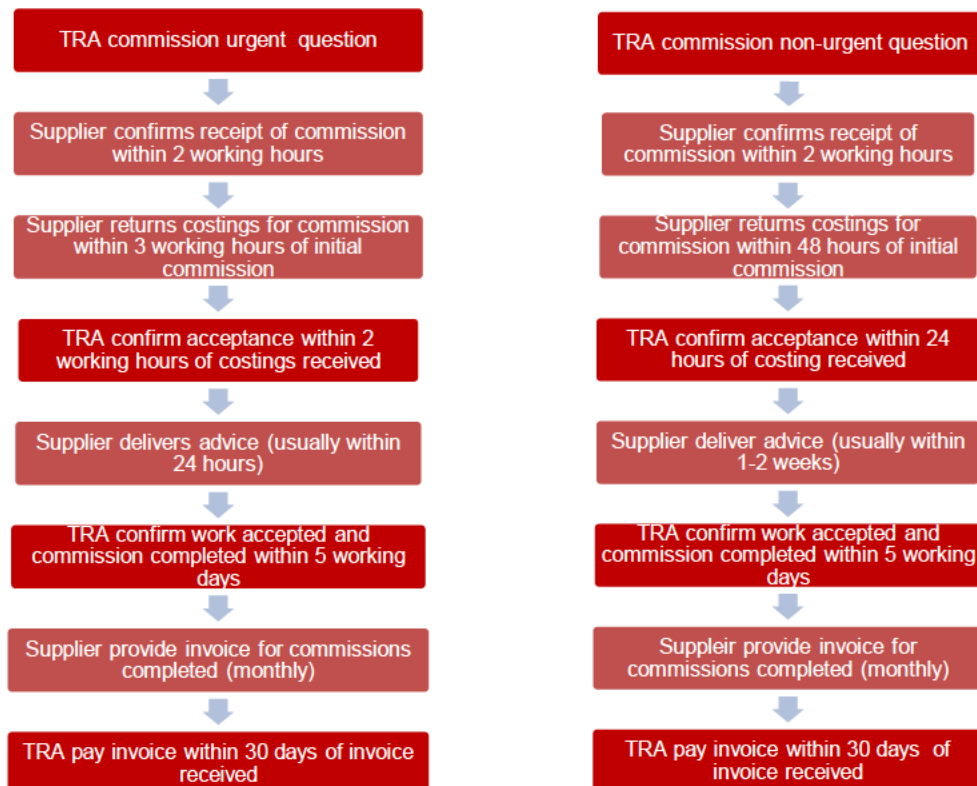 TRA commission urgent question
Supplier confirms receipt of commission
within 2 working hours
Supplier returns costings for commission
within 3 working hours of initial
commission
TRA confirm acceptance within 2
working hours of costings received
Supplier delivers advice (usually within
24 hours)
TRA confirm work accepted and
commission completed within 5 working
days
Supplier provide invoice for commissions
completed (monthly)
TRA pay invoice within 30 days of invoice
received
TRA commission non-urgent question
Supplier confirms receipt of
commission within 2 working hours
Supplier returns costings for
commission within 48 hours of initial
commission
TRA confirm acceptance within 24
hours of costing received
Supplier deliver advice (usually within
1-2 weeks)
TRA confirm work accepted and
commission completed within 5 working
days
Suppleir provide invoice for
commissions completed (monthly)
TRA pay invoice within 30 days of
invoice received